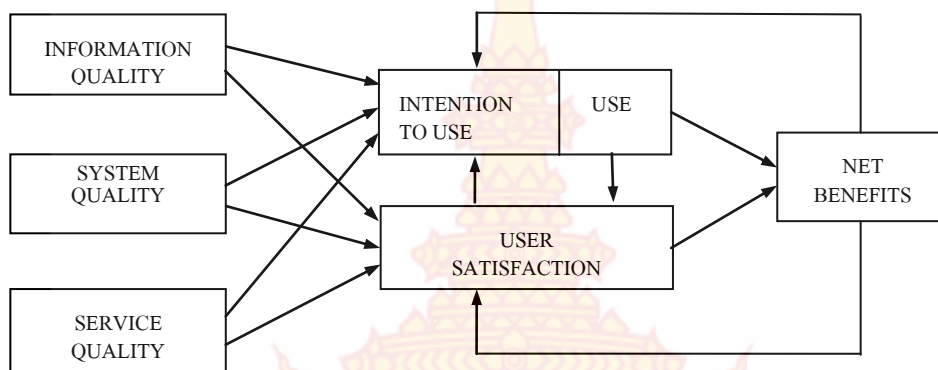 INFORMATION
QUALITY
INTENTION
TO USE
USE
SYSTEM
QUALITY
NET
BENEFITS
USER
SATISFACTION
SERVICE
QUALITY